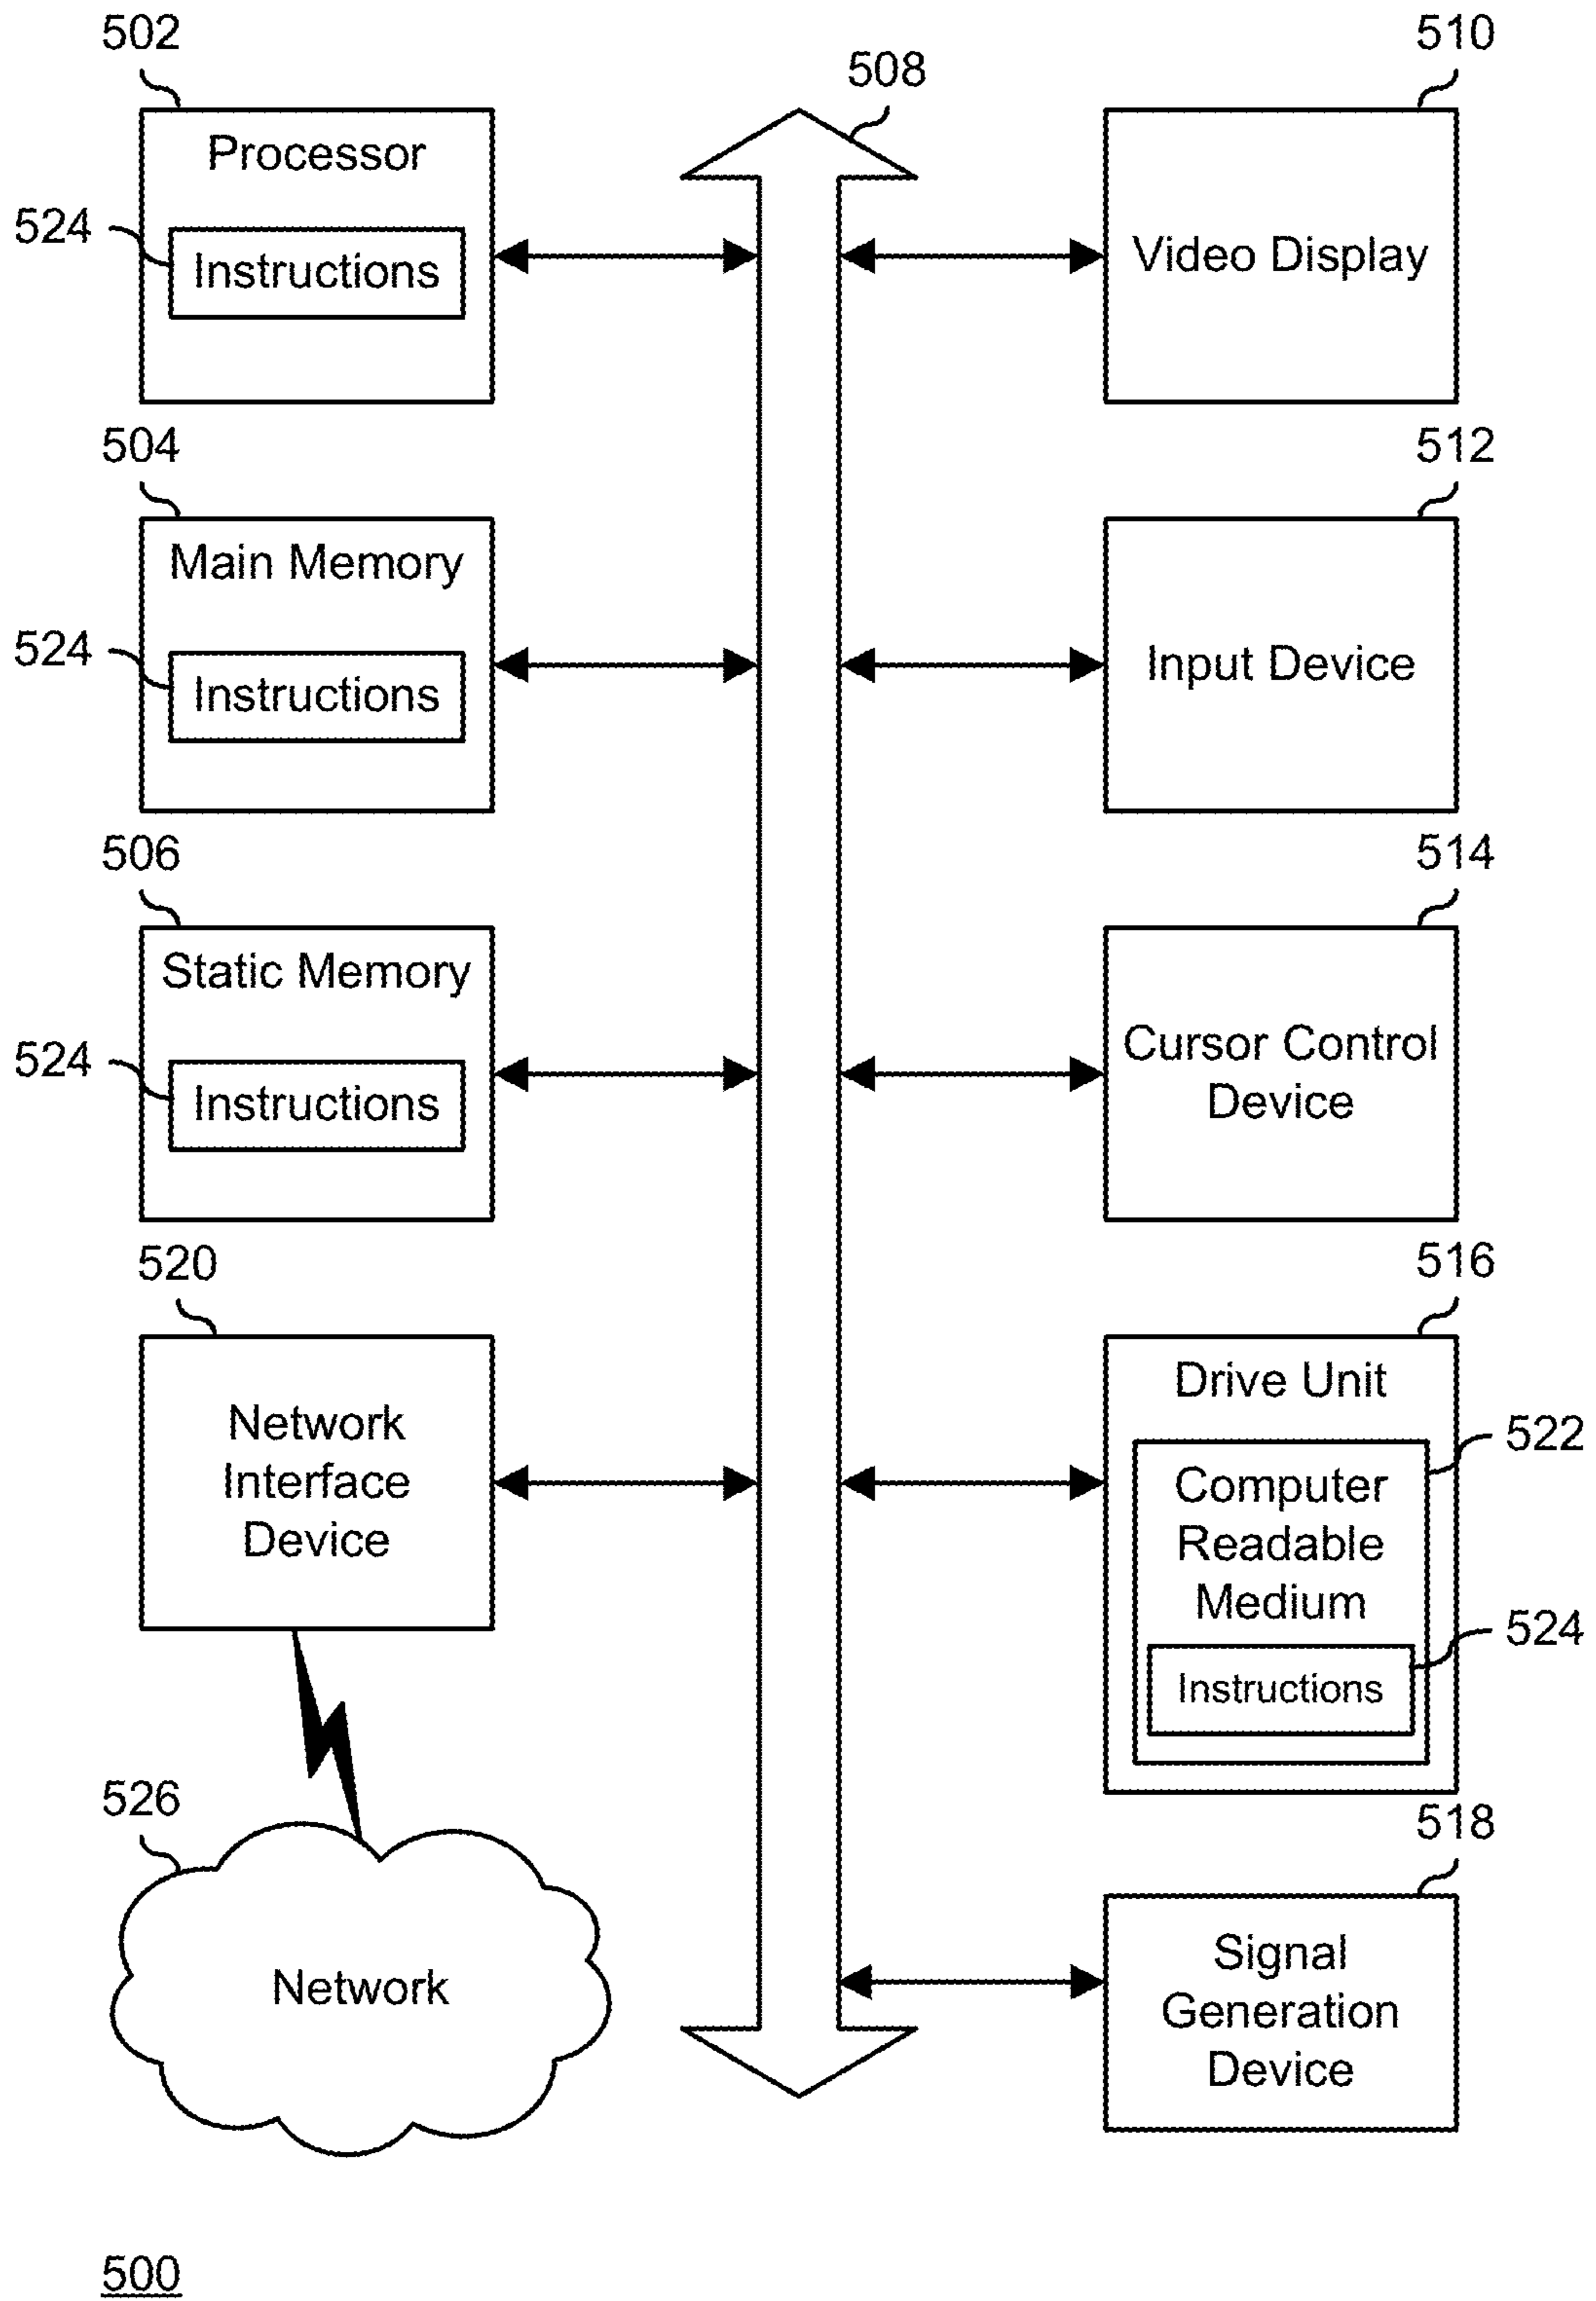 502
510
508
Processor
524
Instructions
Video Display
504
512
Main Memory
524
Instructions
Input Device
506
514
Static Memory
524
Instructions
Cursor Control
Device
520
516
Network
Interface
Device
Drive Unit
522
Computer
Readable
Medium
524
Instructions
526
518
Network
Signal
Generation
Device
500